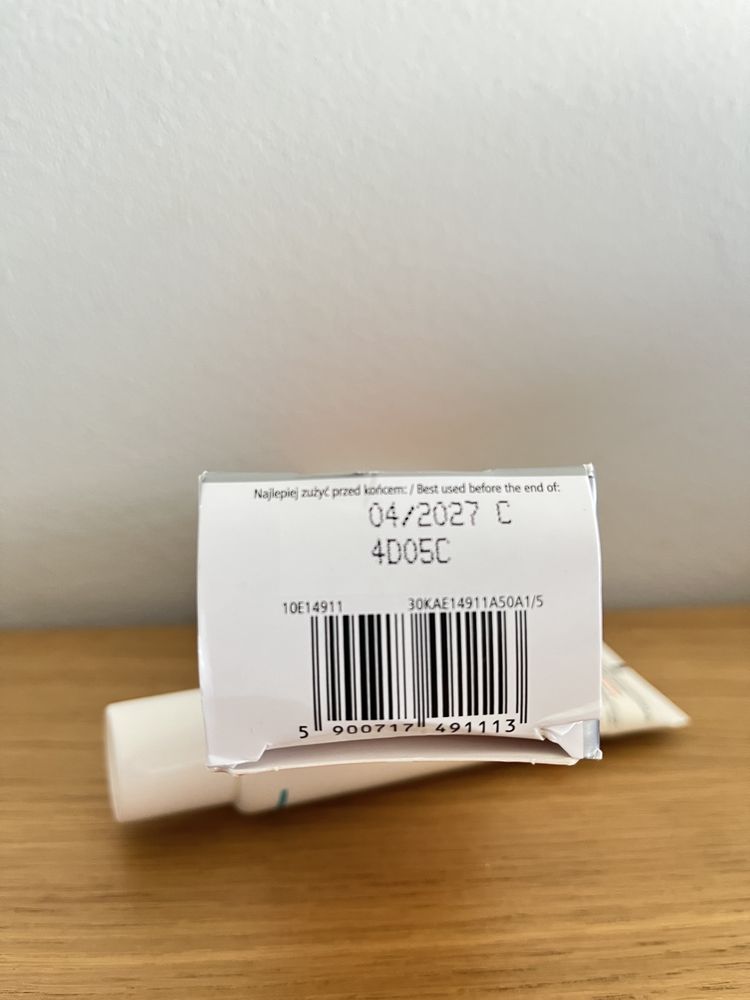 Najlepiej zużyć przed końcem: / Best used before the end of:
04/2027 C
4D05C
10E14911 30KAE14911A50A1/5
5 900717 491113